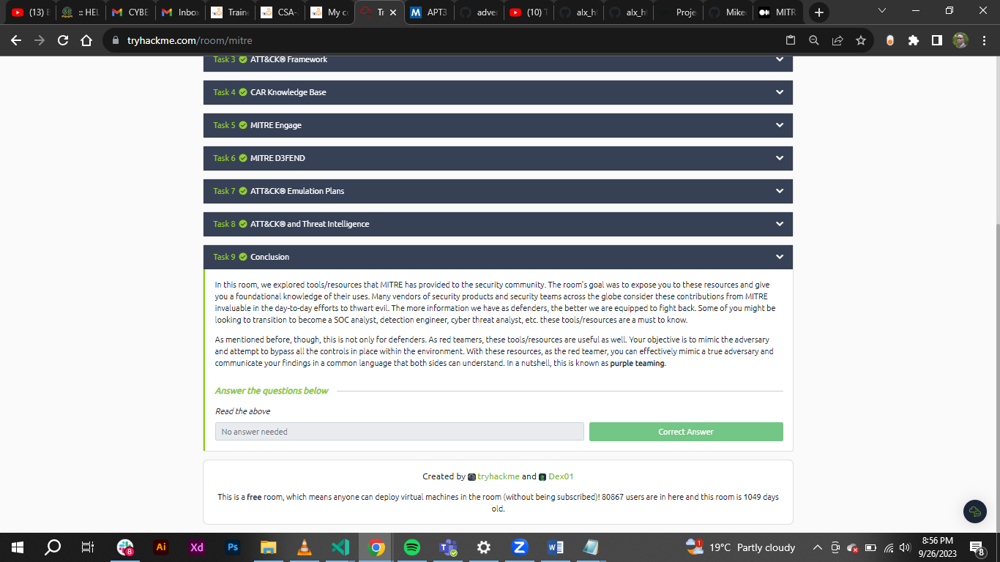 (13) E
:: HEL
CYBE
Inbox
Traine
CSA-
My co
Tr
APT3
adver
(10) T
alx_ht
alx_ht
Proje
Mike
MITR
tryhackme.com/room/mitre
Task 3 ATT&CK® Framework
Task 4 CAR Knowledge Base
Task 5 MITRE Engage
Task 6 MITRE D3FEND
Task 7 ATT&CK® Emulation Plans
Task 8 ATT&CK® and Threat Intelligence
Task 9 Conclusion
In this room, we explored tools/resources that MITRE has provided to the security community. The room's goal was to expose you to these resources and give
you a foundational knowledge of their uses. Many vendors of security products and security teams across the globe consider these contributions from MITRE
invaluable in the day-to-day efforts to thwart evil. The more information we have as defenders, the better we are equipped to fight back. Some of you might be
looking to transition to become a SOC analyst, detection engineer, cyber threat analyst, etc. these tools/resources are a must to know.
As mentioned before, though, this is not only for defenders. As red teamers, these tools/resources are useful as well. Your objective is to mimic the adversary
and attempt to bypass all the controls in place within the environment. With these resources, as the red teamer, you can effectively mimic a true adversary and
communicate your findings in a common language that both sides can understand. In a nutshell, this is known as purple teaming.
Answer the questions below
Read the above
No answer needed
Correct Answer
Created by tryhackme and Dex01
This is a free room, which means anyone can deploy virtual machines in the room (without being subscribed)! 80867 users are in here and this room is 1049 days
old.
8
Ai
Xd
Ps
Z
W
1
19°C Partly cloudy
8:56 PM
9/26/2023
8